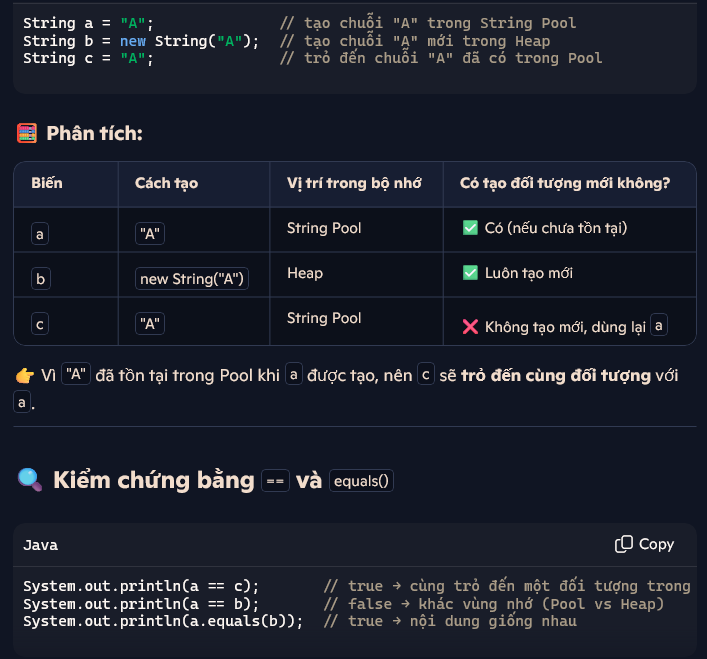 String a = "A";              // tạo chuỗi "A" trong String Pool
String b = new String("A");  // tạo chuỗi "A" mới trong Heap
String c = "A";              // trỏ đến chuỗi "A" đã có trong Pool
🧮 Phân tích:
Biến Cách tạo Vị trí trong bộ nhớ Có tạo đối tượng mới không?
a "A" String Pool ✅ Có (nếu chưa tồn tại)
b new String("A") Heap ✅ Luôn tạo mới
c "A" String Pool ❌ Không tạo mới, dùng lại a
👉 Vì "A" đã tồn tại trong Pool khi a được tạo, nên c sẽ trỏ đến cùng đối tượng với
a.
🔍 Kiểm chứng bằng == và equals()
Java Copy
System.out.println(a == c);       // true → cùng trỏ đến một đối tượng trong
System.out.println(a == b);       // false → khác vùng nhớ (Pool vs Heap)
System.out.println(a.equals(b));  // true → nội dung giống nhau